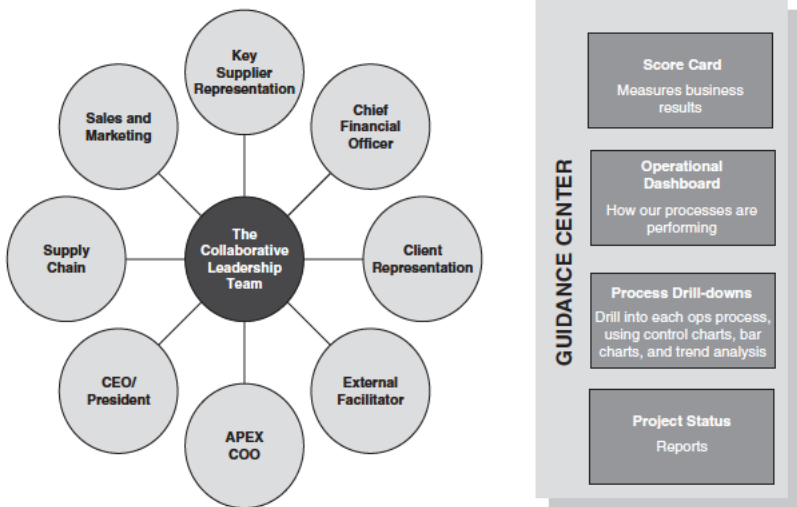 Key
Supplier
Representation
Chief
Financial
Officer
Client
Representation
External
Facilitator
APEX
COO
CEO/
President
Supply
Chain
Sales and
Marketing
The
Collaborative
Leadership
Team
GUIDANCE CENTER
Score Card
Measures business
results
Operational
Dashboard
How our processes are
performing
Process Drill-downs
Drill into each ops process,
using control charts, bar
charts, and trend analysis
Project Status
Reports